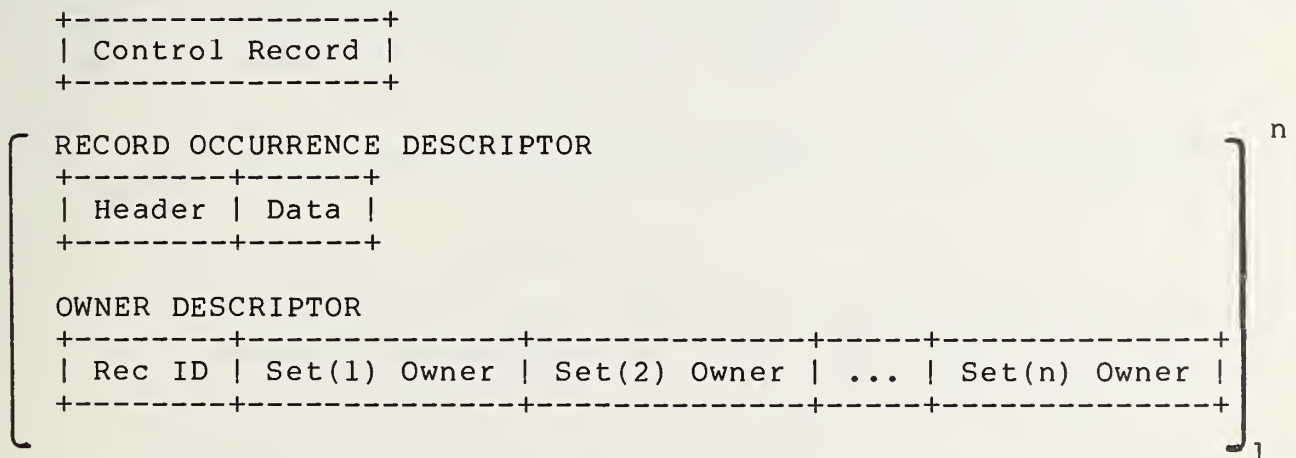 +----------------+
| Control Record |
+----------------+
n
RECORD OCCURRENCE DESCRIPTOR
+--------+------+
| Header | Data |
+--------+------+
OWNER DESCRIPTOR
+--------+--------------+--------------+-----+--------------+
| Rec ID | Set(1) Owner | Set(2) Owner | ... | Set(n) Owner |
+--------+--------------+--------------+-----+--------------+
1